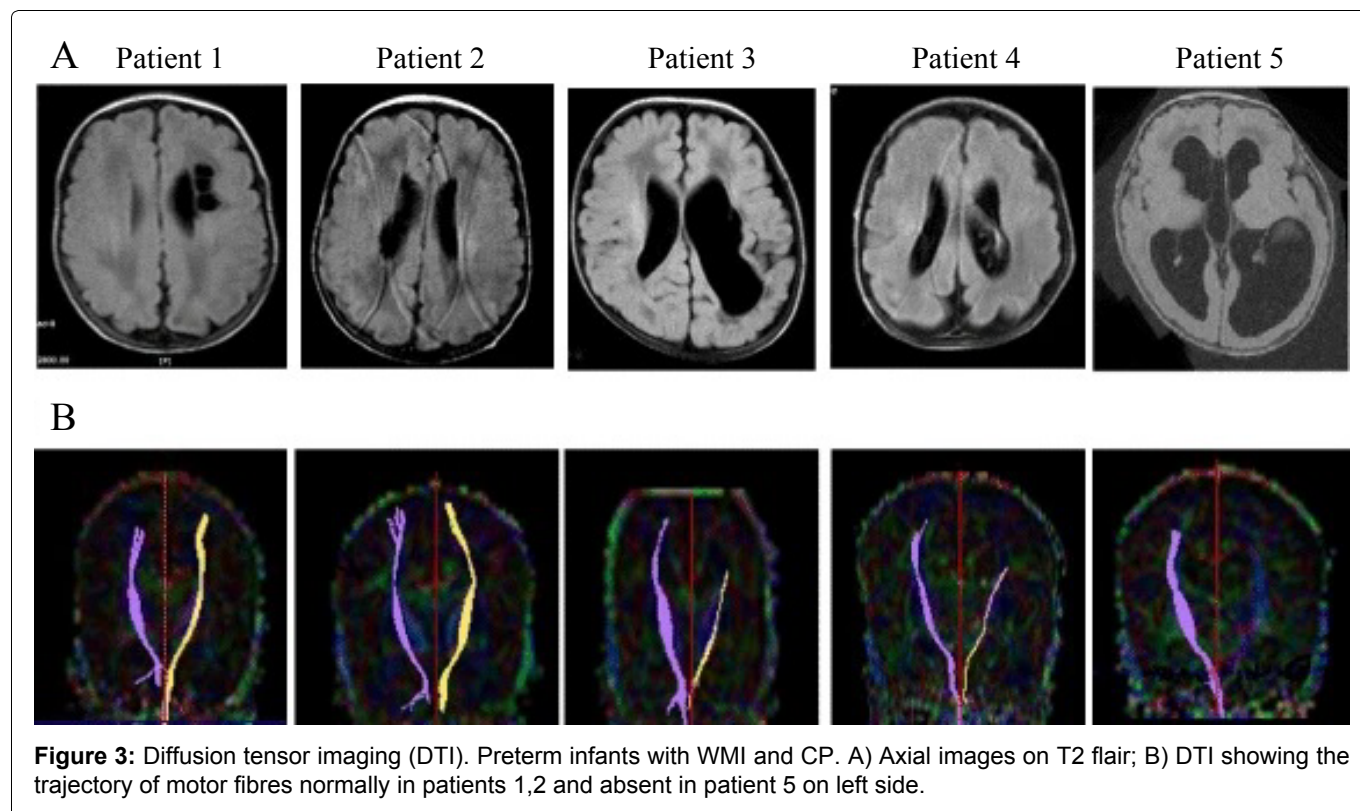 A
Patient 1 Patient 2 Patient 3 Patient 4 Patient 5
B
Figure 3: Diffusion tensor imaging (DTI). Preterm infants with WMI and CP. A) Axial images on T2 flair; B) DTI showing the
trajectory of motor fibres normally in patients 1,2 and absent in patient 5 on left side.